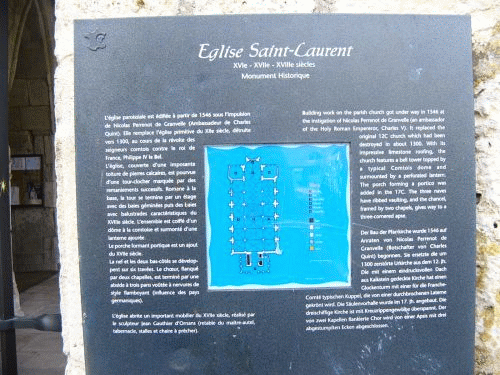 Eglise Saint-Laurent
XVIe - XVIIe - XVIIIe siècles
Monument Historique
L'église paroissiale est édifiée à partir de 1546 sous l'impulsion
de Nicolas Perrenot de Granvelle (Ambassadeur de Charles
Quint). Elle remplace l'église primitive du XIIe siècle, détruite
vers 1300, au cours de la révolte des
seigneurs comtois contre le roi de
France, Philippe IV le Bel.
L'église, couverte d'une imposante
toiture de pierres calcaires, est pourvue
d'une tour-clocher marquée par des
remaniements successifs. Romane à la
base, la tour se termine par un étage
avec des baies géminées puis des baies
avec balustrades caractéristiques du
XVIIe siècle. L'ensemble est coiffé d'un
dôme à la comtoise et surmonté d'une
lanterne ajourée.
Le porche formant portique est un ajout
du XVIIe siècle.
La nef et les deux bas-côtés se dévelop-
pent sur six travées. Le chœur, flanqué
par deux chapelles, est terminé par une
abside à trois pans voûtée à nervures de
style flamboyant (influence des pays
germaniques).
L'église abrite un important mobilier du XVIIe siècle, réalisé par
le sculpteur Jean Gauthier d'Ornans (retable du maître-autel,
tabernacle, stalles et chaire à prêcher).
Building work on the parish church got under way in 1546 at
the instigation of Nicolas Perrenot de Granvelle (an ambassador
of the Holy Roman Empereror, Charles V). It replaced the
original 12C church which had been
destroyed in about 1300. With its
impressive limestone roofing, the
church features a bell tower topped by
a typical Comtois dome and
surmounted by a perforated lantern.
The porch forming a portico was
added in the 17C. The three navei
have ribbed vaulting, and the chancel,
framed by two chapels, gives way to a
three-cornered apse.
Der Bau der Pfarrkirche wurde 1546 auf
Anraten von Nicolas Perrenot de
Granvelle (Botschafter von Charles
Quint) begonnen. Sie ersetzte die um
1300 zerstörte Urkirche aus dem 12. Jh.
Die mit einem eindrucksvollen Dach
aus Kalkstein gedeckte Kirche hat einen
Glockenturm mit einer für die Franche-
Comté typischen Kuppel, die von einer durchbrochenen Laterne
gekrönt wird. Die Säulenvorhalle wurde im 17. Jh. angebaut. Die
dreischiffige Kirche ist mit Kreuzrippengewölbe überspannt. Der
von zwei Kapellen flankierte Chor wird von einer Apsis mit drei
abgestumpften Ecken abgeschlossen.